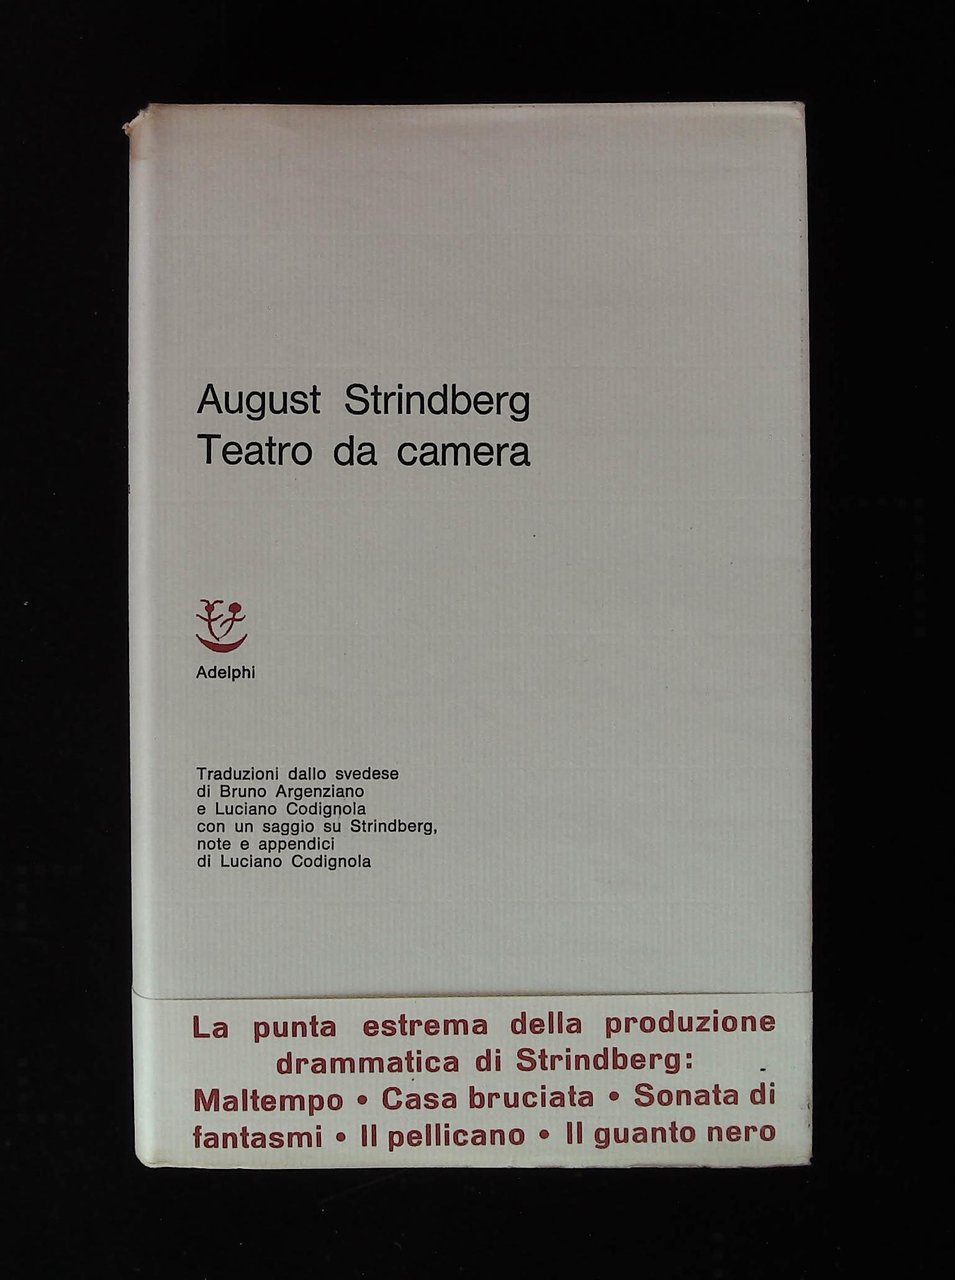 August Strindberg
Teatro da camera
Adelphi
Traduzioni dallo svedese
di Bruno Argenziano
e Luciano Codignola
con un saggio su Strindberg,
note e appendici
di Luciano Codignola
La punta estrema della produzione
drammatica di Strindberg:
Maltempo • Casa bruciata • Sonata di
fantasmi • Il pellicano • Il guanto nero